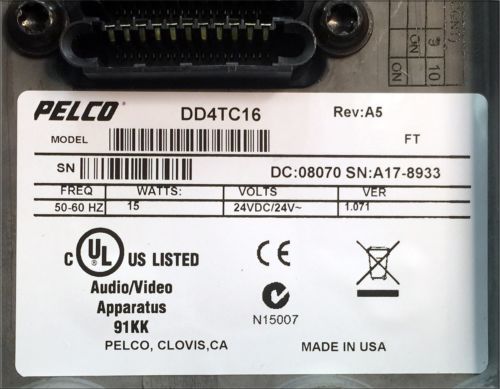 ON
ON
9 10
PELCO DD4TC16 Rev:A5
MODEL FT
SN DC:08070 SN:A17-8933
FREQ WATTS: VOLTS VER
50-60 HZ 15 24VDC/24V~ 1.071
C UL US LISTED
Audio/Video
Apparatus
91KK
CE
N15007
PELCO, CLOVIS,CA MADE IN USA